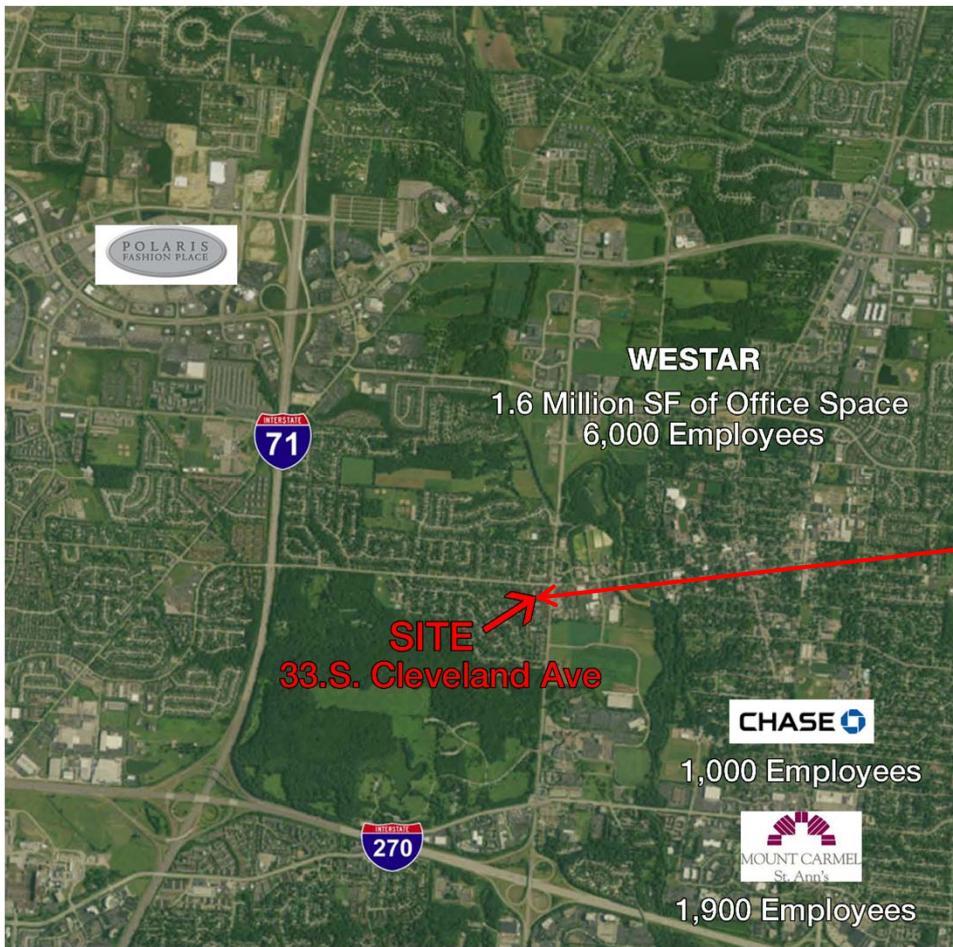 POLARIS
FASHION PLACE
WESTAR
1.6 Million SF of Office Space
6,000 Employees
INTERSTATE
71
SITE
33.S. Cleveland Ave
CHASE
1,000 Employees
INTERSTATE
270
MOUNT CARMEL
St. Ann's
1,900 Employees